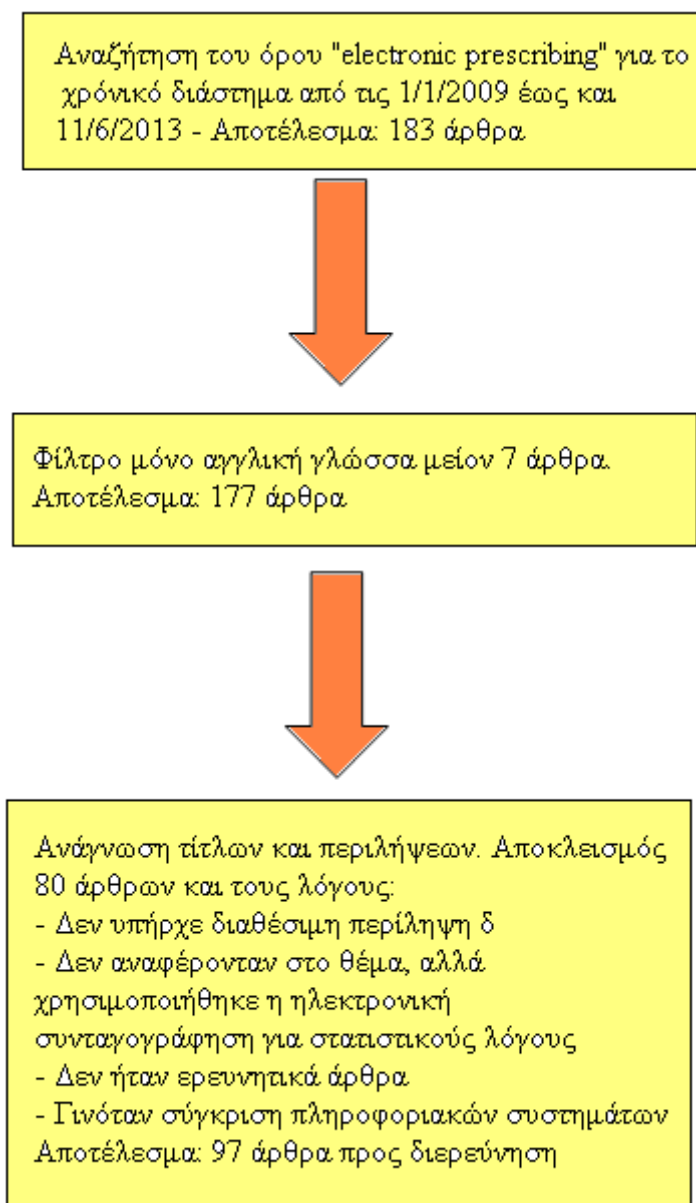 Αναζήτηση του όρου "electronic prescribing" για το
χρόνικό διάστημα από τις 1/1/2009 έως και
11/6/2013 - Αποτέλεσμα: 183 άρθρα
Φίλτρο μόνο αγγλική γλώσσα μείον 7 άρθρα.
Αποτέλεσμα: 177 άρθρα
Ανάγνωση τίτλων και περιλήψεων. Αποκλεισμός
80 άρθρων και τους λόγους:
- Δεν υπήρχε διαθέσιμη περίληψη δ
- Δεν αναφέρονταν στο θέμα, αλλά
χρησιμοποιήθηκε η ηλεκτρονική
συνταγογράφηση για στατιστικούς λόγους
- Δεν ήταν ερευνητικά άρθρα
- Γινόταν σύγκριση πληροφοριακών συστημάτων
Αποτέλεσμα: 97 άρθρα προς διερεύνηση